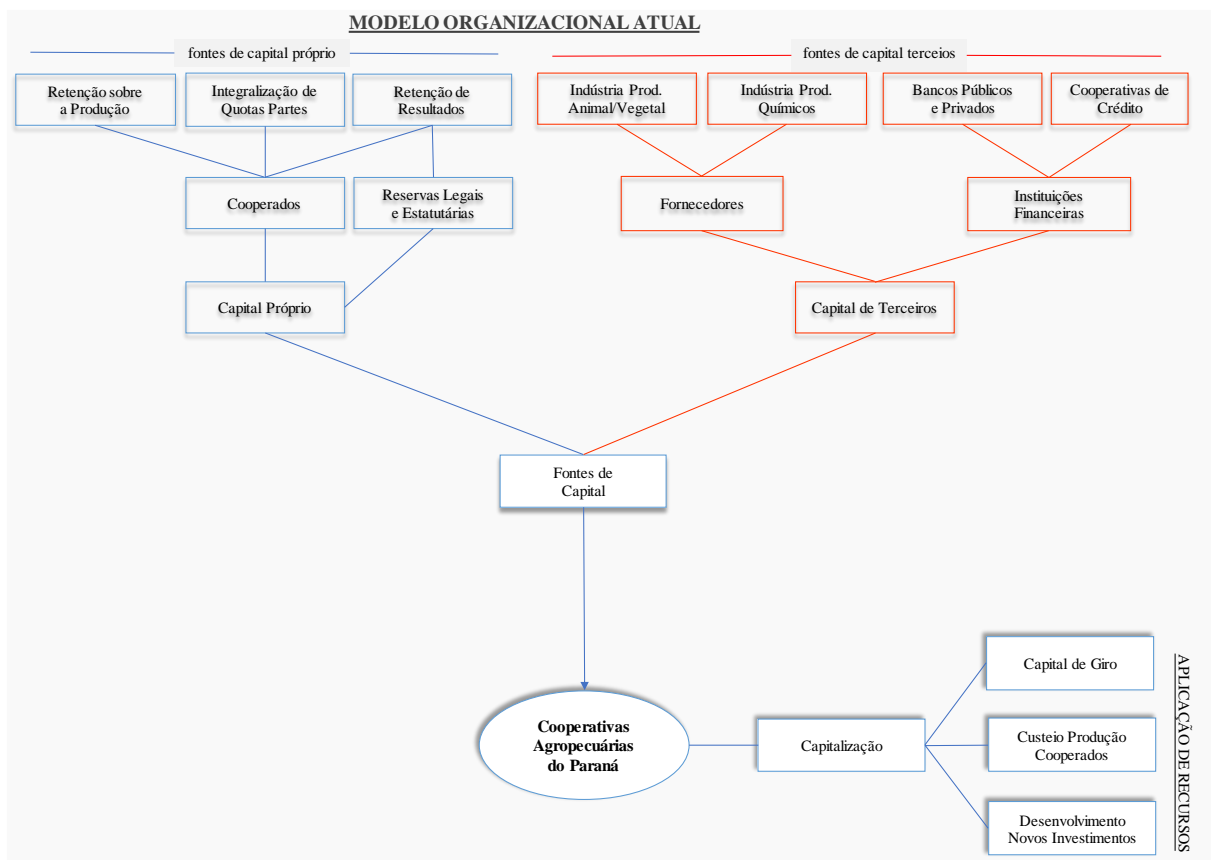 MODELO ORGANIZACIONAL ATUAL
fontes de capital próprio
fontes de capital terceios
Retenção sobre
a Produção
Integralização de
Quotas Partes
Retenção de
Resultados
Indústria Prod.
Animal/Vegetal
Indústria Prod.
Químicos
Bancos Públicos
e Privados
Cooperativas de
Crédito
Cooperados
Reservas Legais
e Estatutárias
Fornecedores
Instituições
Financeiras
Capital Próprio
Capital de Terceiros
Fontes de
Capital
Cooperativas
Agropecuárias
do Paraná
Capitalização
Capital de Giro
Custeio Produção
Cooperados
Desenvolvimento
Novos Investimentos
APLICAÇÃO DE RECURSOS